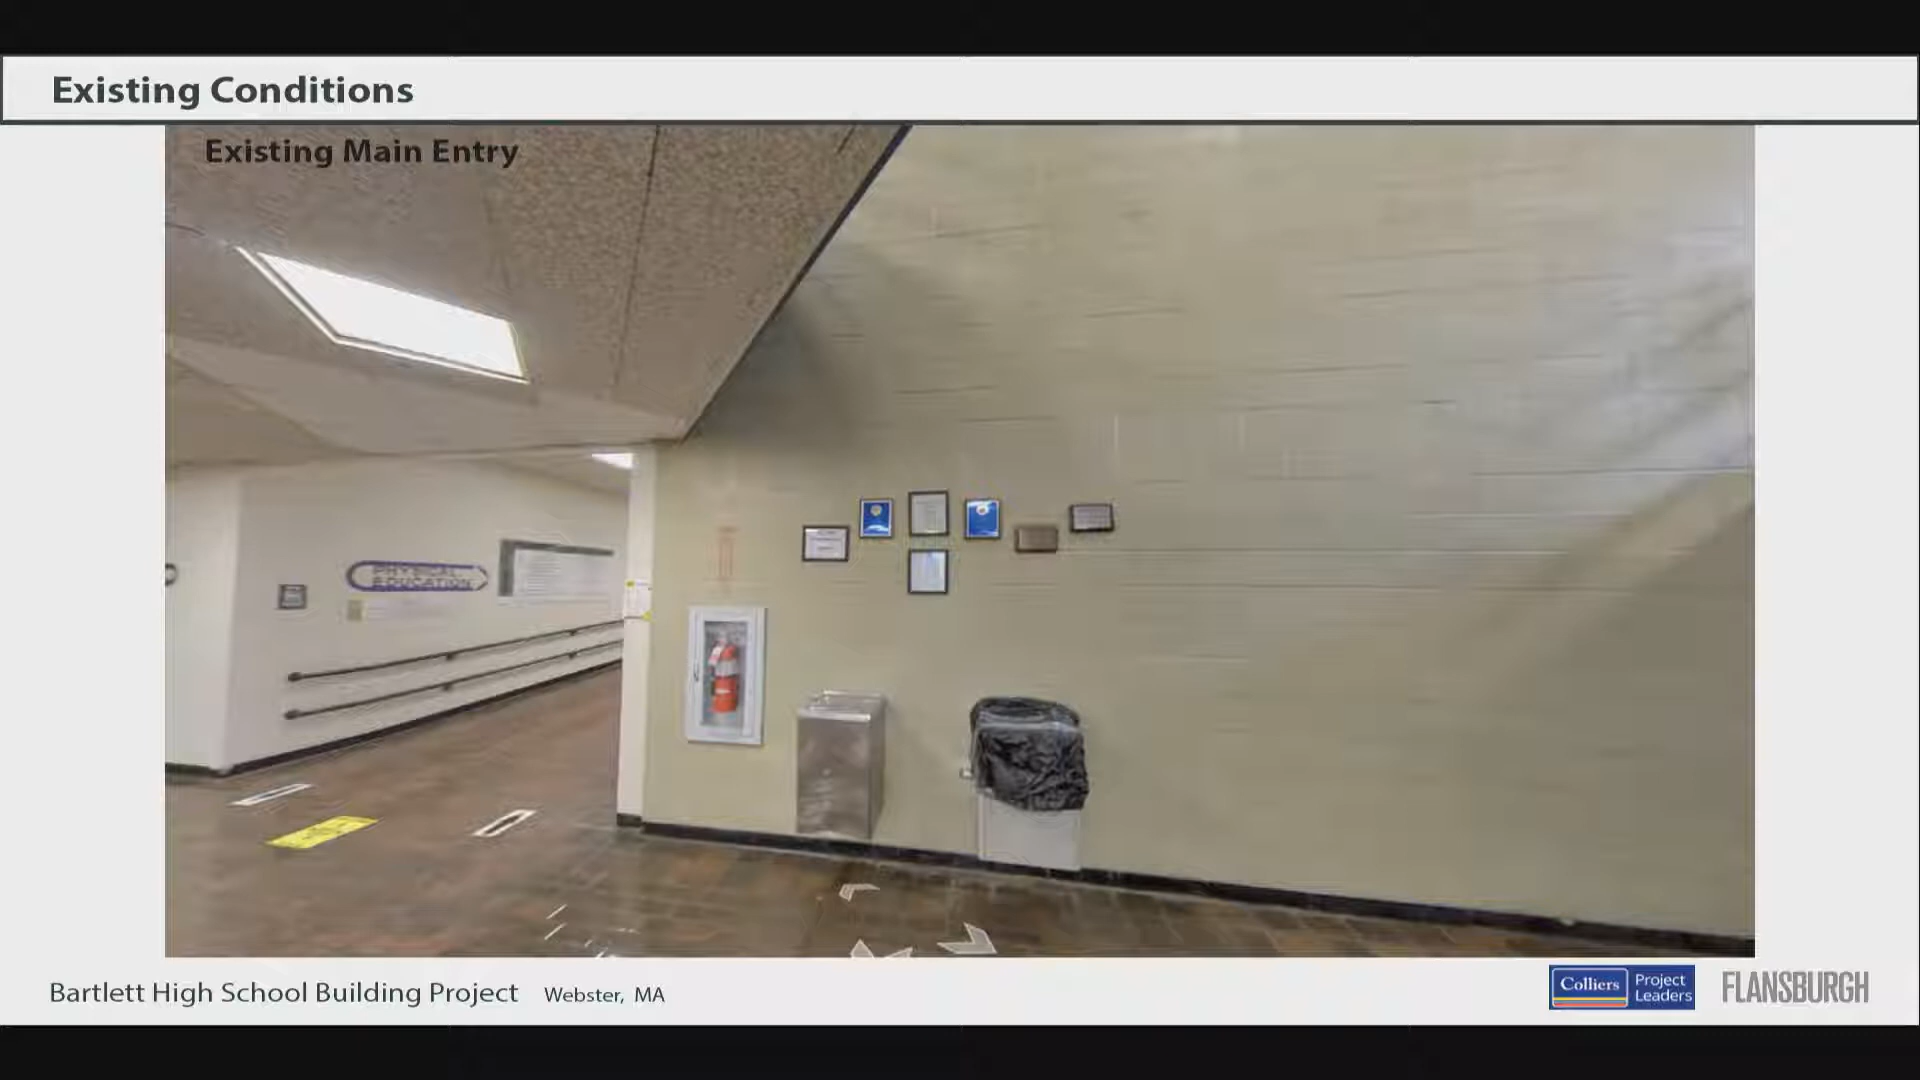 Existing Conditions
Existing Main Entry
PHYSICAL
EDUCATION
Bartlett High School Building Project Webster, MA
Colliers
Project
Leaders
FLANSBURGH